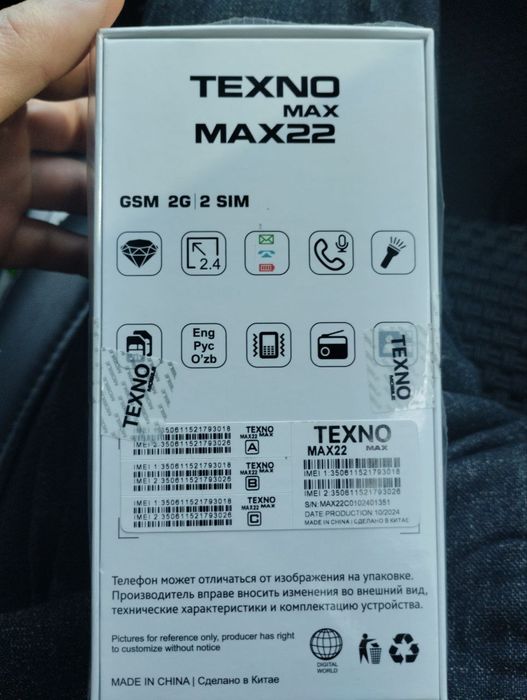 TEXNO
MAX
MAX22
GSM 2G | 2 SIM
2.4
Eng
Рус
O'zb
TEXNO
MOBILE
TEXNO
IMEI 1:350611521793018
IMEI 2:350611521793026
TEXNO
MAX22 MAX
A
IMEI 1:350611521793018
IMEI 2:350611521793026
TEXNO
MAX22 MAX
B
IMEI 1:350611521793018
IMEI 2:350611521793026
TEXNO
MAX22 MAX
C
TEXNO
MAX22 MAX
IMEI 1:350611521793018
IMEI 2:350611521793026
S/N:MAX22C0102401351
DATE PRODUCTION 10/2024
MADE IN CHINA | СДЕЛАНО В КИТАЕ
Телефон может отличаться от изображения на упаковке.
Производитель вправе вносить изменения во внешний вид,
технические характеристики и комплектацию устройства.
Pictures for reference only, producer has right
to customize without notice
DIGITAL
WORLD
MADE IN CHINA | Сделано в Китае